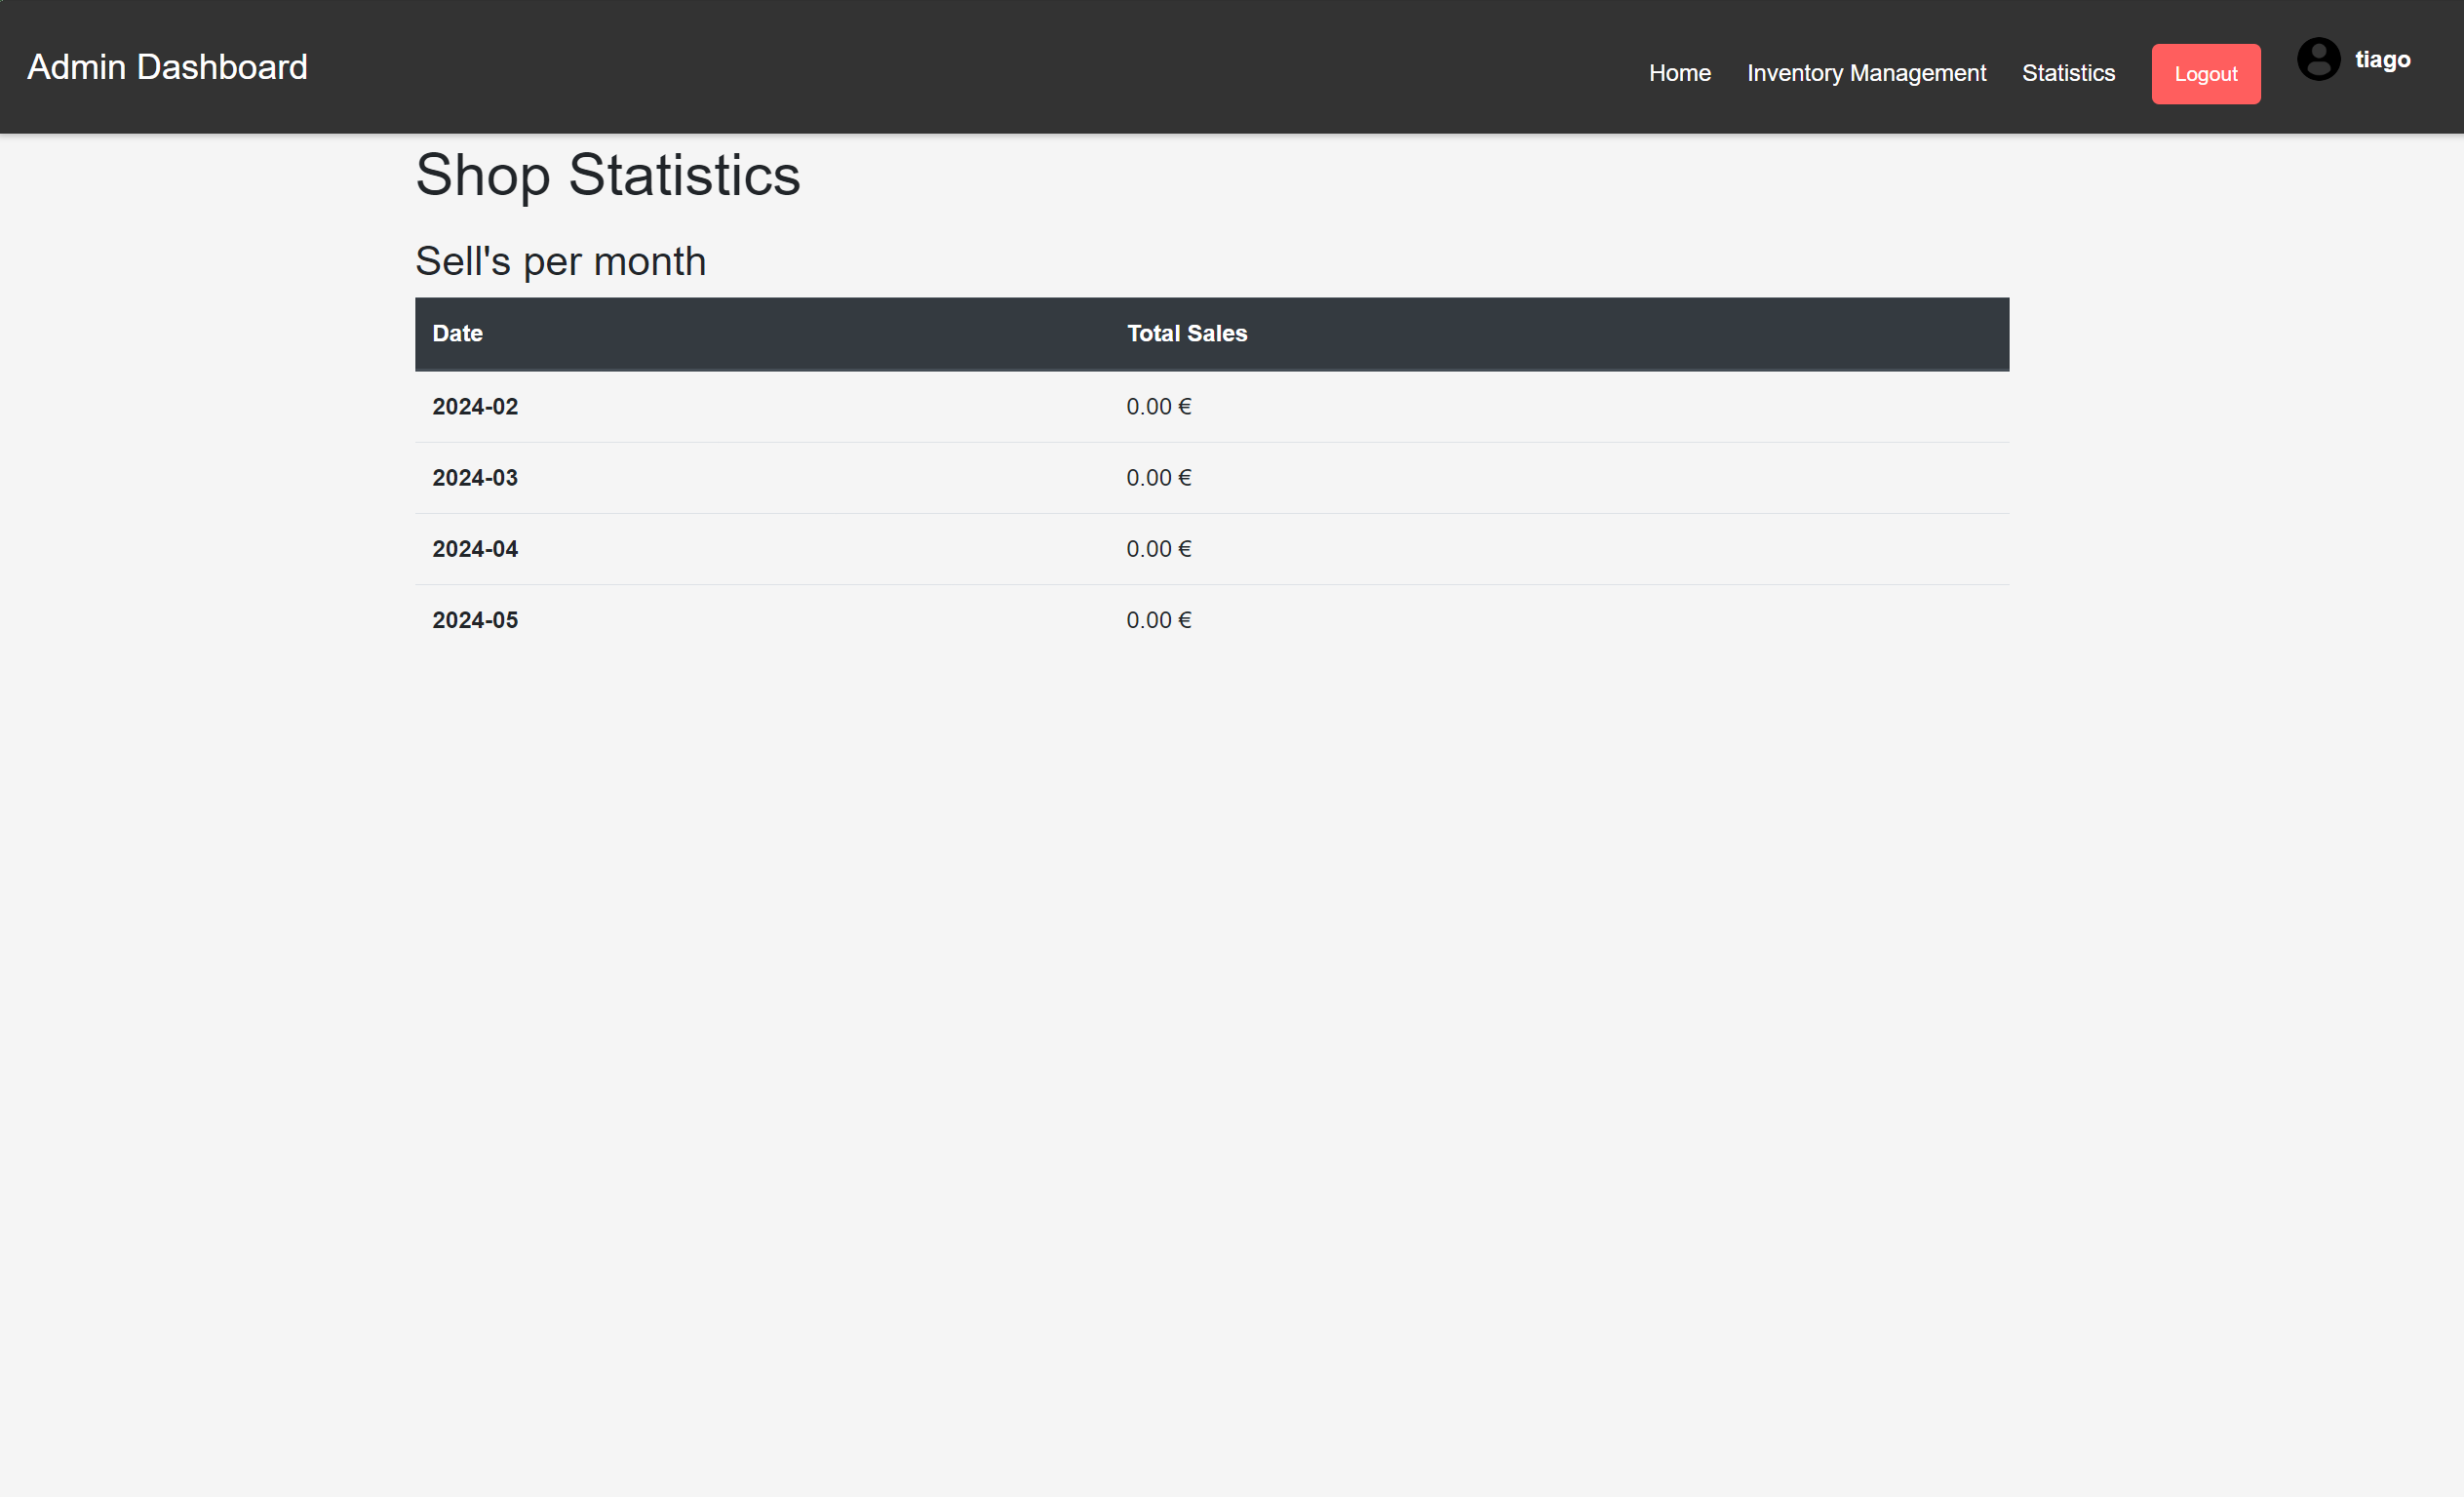 Admin Dashboard
Home Inventory Management Statistics Logout tiago
Shop Statistics
Sell's per month
Date Total Sales
2024-02 0.00 €
2024-03 0.00 €
2024-04 0.00 €
2024-05 0.00 €